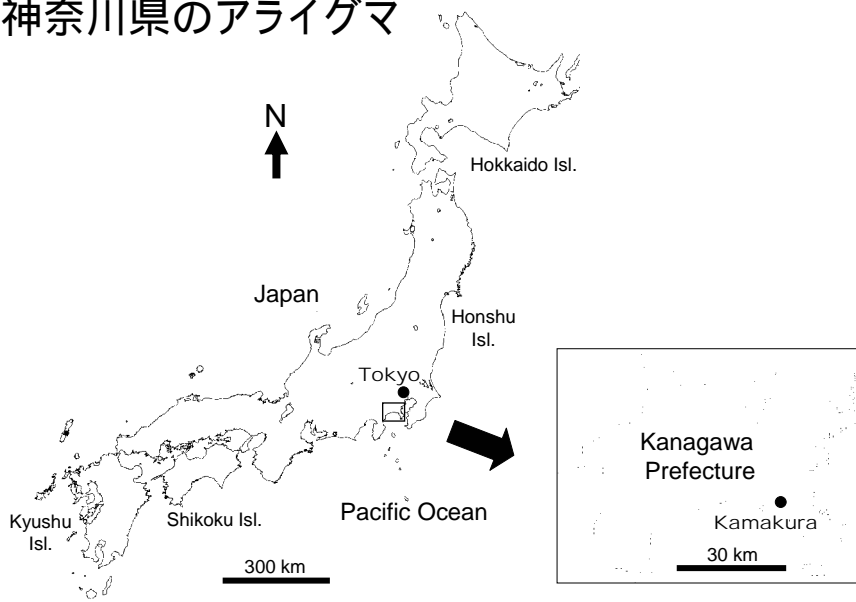 神奈川県のアライグマ
N
Hokkaido Isl.
Japan
Honshu
Isl.
Tokyo
Kanagawa
Prefecture
Kamakura
30 km
Pacific Ocean
Kyushu
Isl.
Shikoku Isl.
300 km